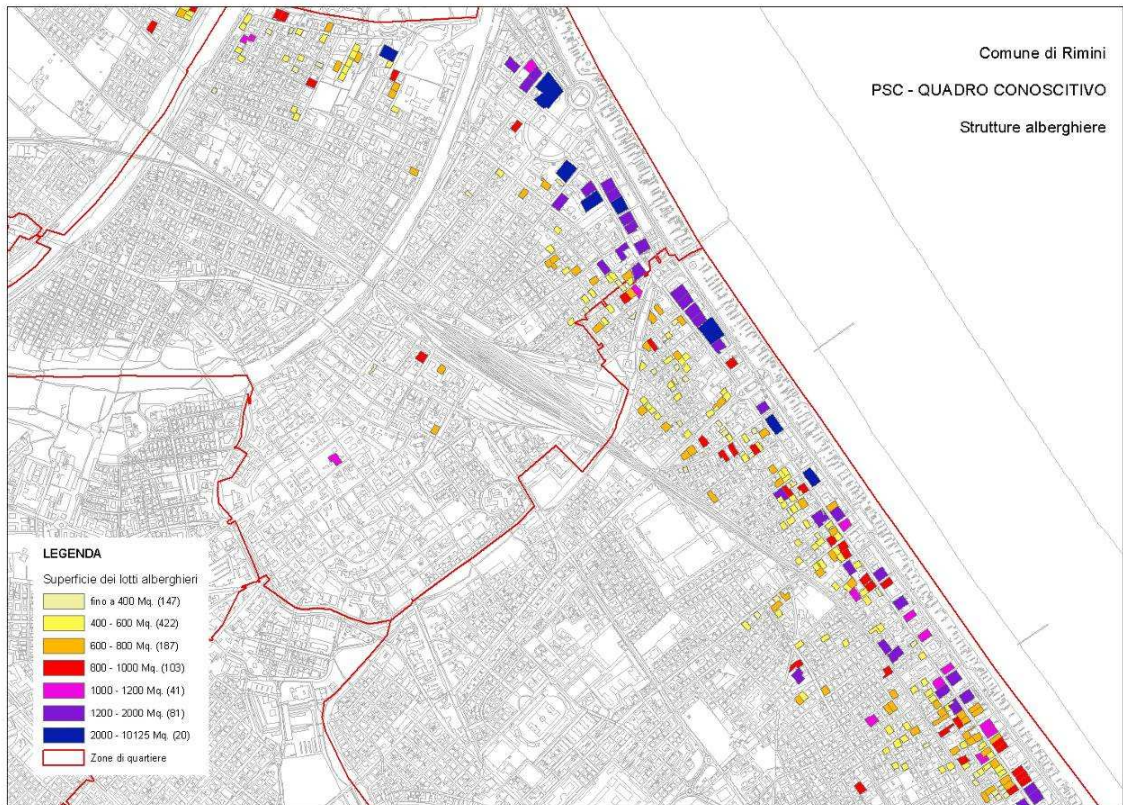 Comune di Rimini
PSC - QUADRO CONOSCITIVO
Strutture alberghiere
LEGENDA
Superficie dei lotti alberghieri
fino a 400 Mq. (147)
400 - 600 Mq. (422)
600 - 800 Mq. (187)
800 - 1000 Mq. (103)
1000 - 1200 Mq. (41)
1200 - 2000 Mq. (81)
2000 - 10125 Mq. (20)
Zone di quartiere